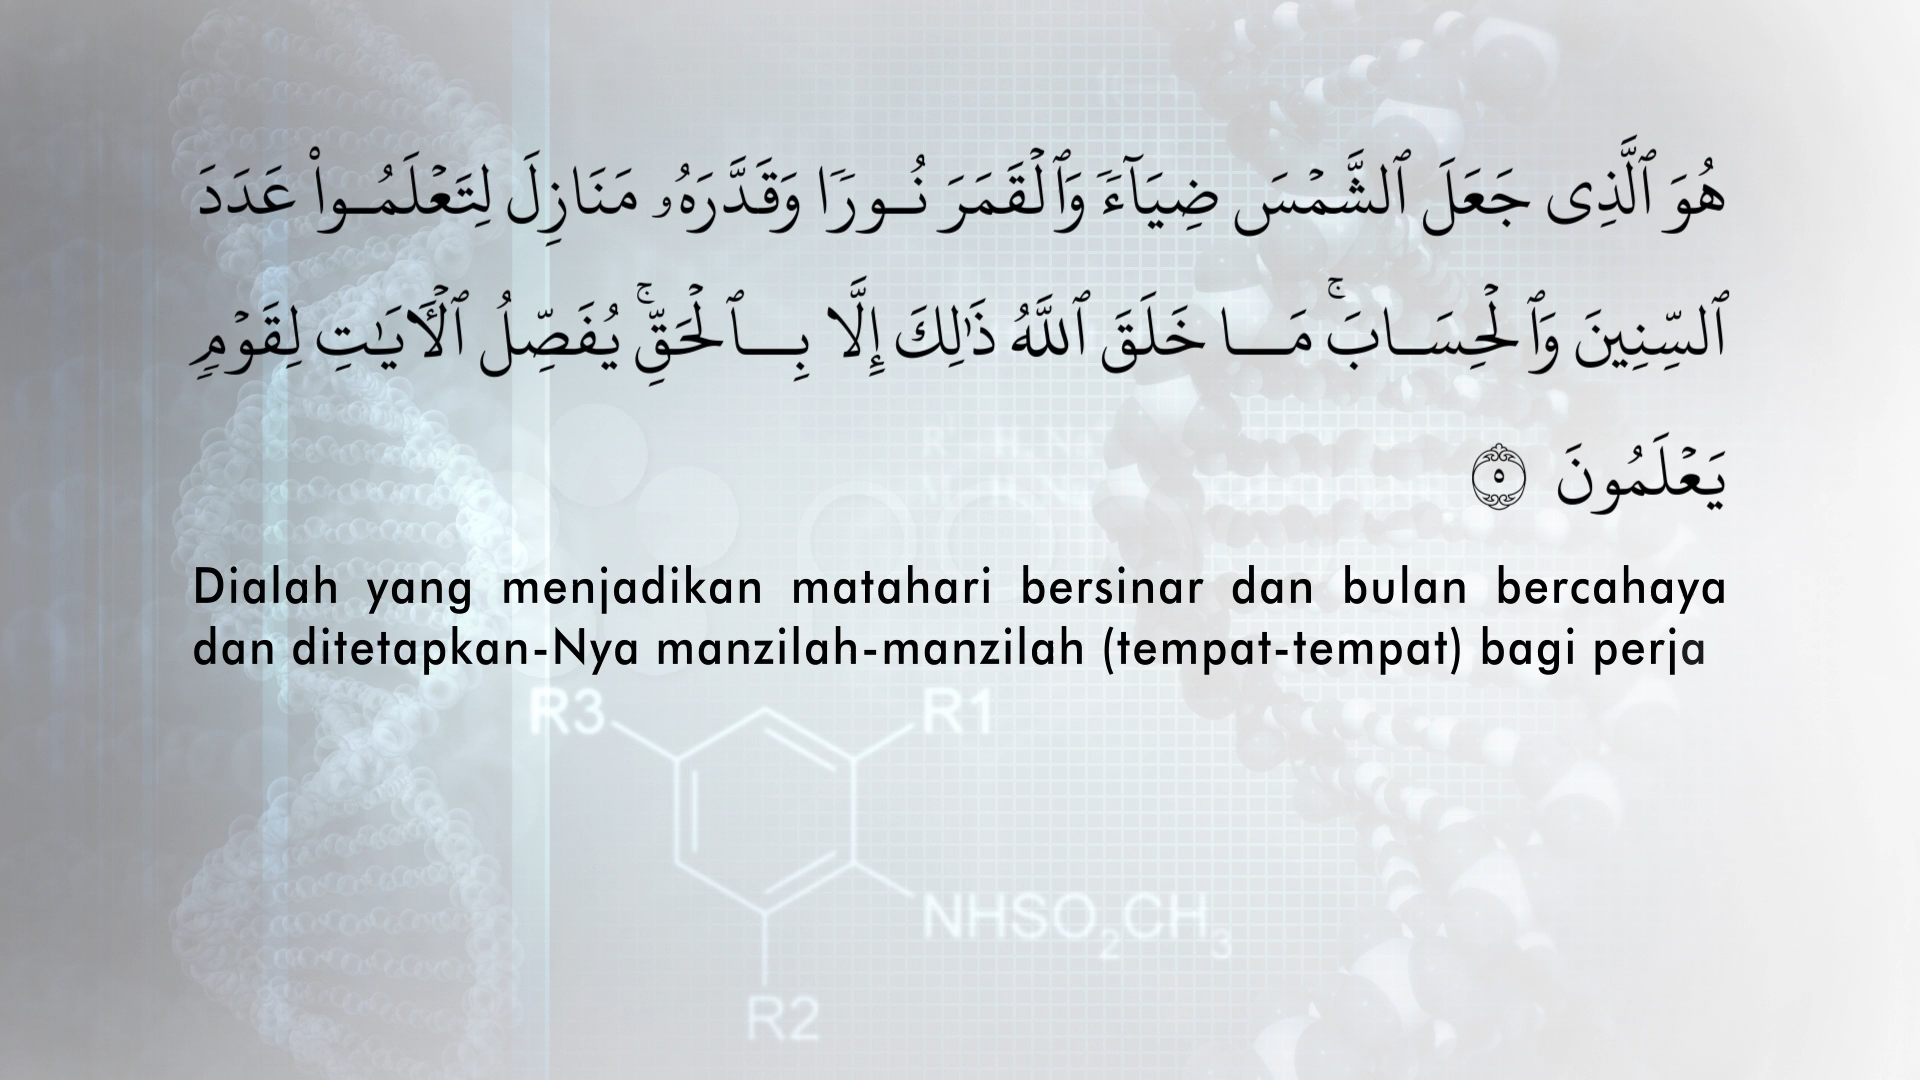 هُوَ ٱلَّذِى جَعَلَ ٱلشَّمْسَ ضِيَآءً وَٱلْقَمَرَ نُورًا وَقَدَّرَهُۥ مَنَازِلَ لِتَعْلَمُوا۟ عَدَدَ
ٱلسِّنِينَ وَٱلْحِسَابَ ۚ مَا خَلَقَ ٱللَّهُ ذَٰلِكَ إِلَّا بِٱلْحَقِّ ۚ يُفَصِّلُ ٱلْـَٔايَـٰتِ لِقَوْمٍ
يَعْلَمُونَ ٥
Dialah yang menjadikan matahari bersinar dan bulan bercahaya
dan ditetapkan-Nya manzilah-manzilah (tempat-tempat) bagi perja
R3 R1
NHSO₂CH₃
R2